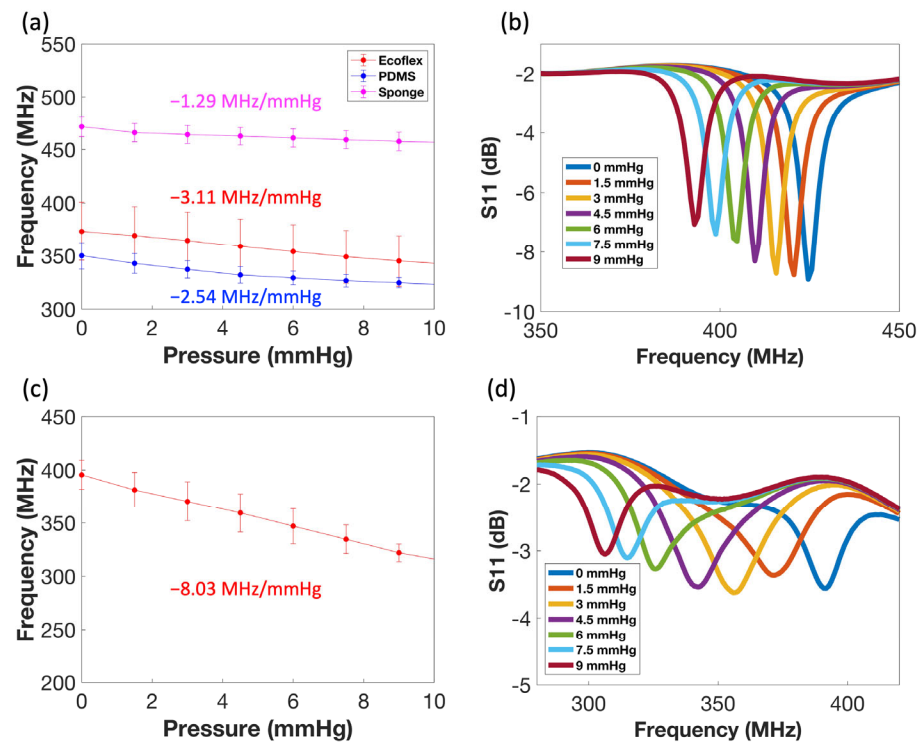 (a)
550
500
450
400
350
300
Frequency (MHz)
0 2 4 6 8 10
Pressure (mmHg)
Ecoflex
PDMS
Sponge
−1.29 MHz/mmHg
−3.11 MHz/mmHg
−2.54 MHz/mmHg
(b)
-2
-4
-6
-8
-10
S11 (dB)
350 400 450
Frequency (MHz)
0 mmHg
1.5 mmHg
3 mmHg
4.5 mmHg
6 mmHg
7.5 mmHg
9 mmHg
(c)
450
400
350
300
250
200
Frequency (MHz)
0 2 4 6 8 10
Pressure (mmHg)
−8.03 MHz/mmHg
(d)
-1
-2
-3
-4
-5
S11 (dB)
300 350 400
Frequency (MHz)
0 mmHg
1.5 mmHg
3 mmHg
4.5 mmHg
6 mmHg
7.5 mmHg
9 mmHg